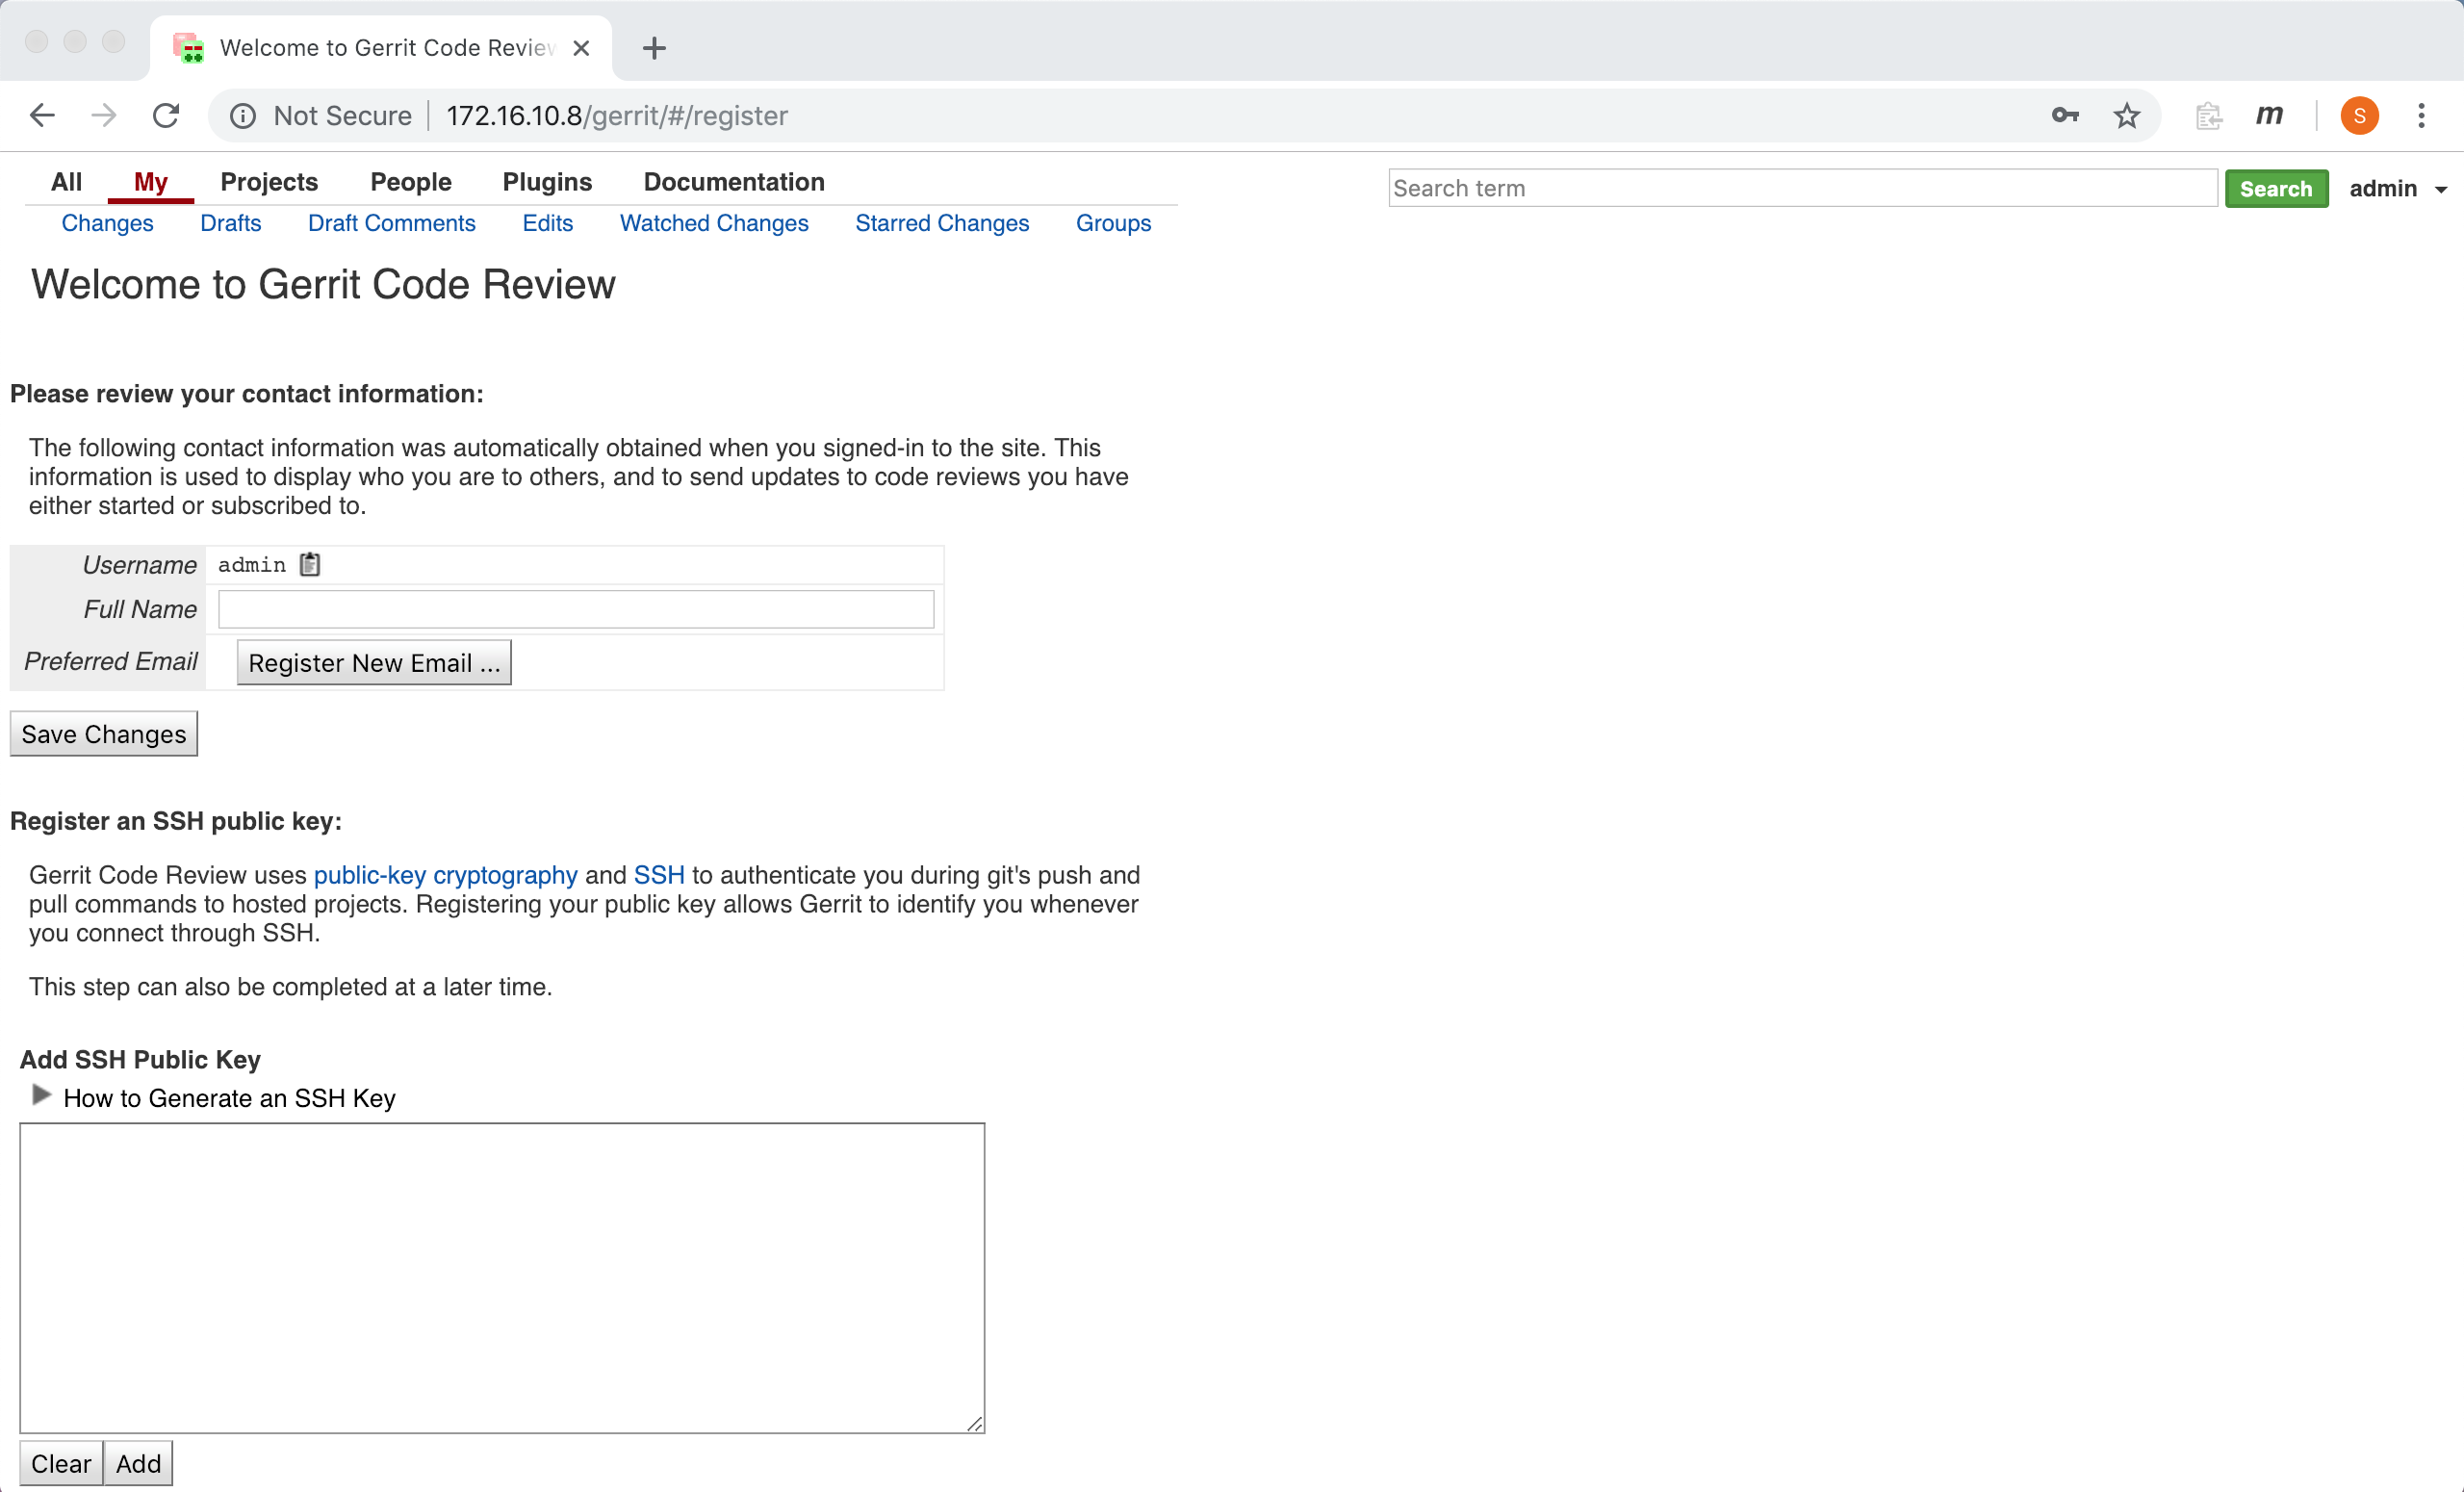 Welcome to Gerrit Code Review
Not Secure 172.16.10.8/gerrit/#/register
S
All My Projects People Plugins Documentation
Search term Search admin
Changes Drafts Draft Comments Edits Watched Changes Starred Changes Groups
Welcome to Gerrit Code Review
Please review your contact information:
The following contact information was automatically obtained when you signed-in to the site. This
information is used to display who you are to others, and to send updates to code reviews you have
either started or subscribed to.
Username admin
Full Name
Preferred Email Register New Email ...
Save Changes
Register an SSH public key:
Gerrit Code Review uses public-key cryptography and SSH to authenticate you during git's push and
pull commands to hosted projects. Registering your public key allows Gerrit to identify you whenever
you connect through SSH.
This step can also be completed at a later time.
Add SSH Public Key
How to Generate an SSH Key
Clear Add